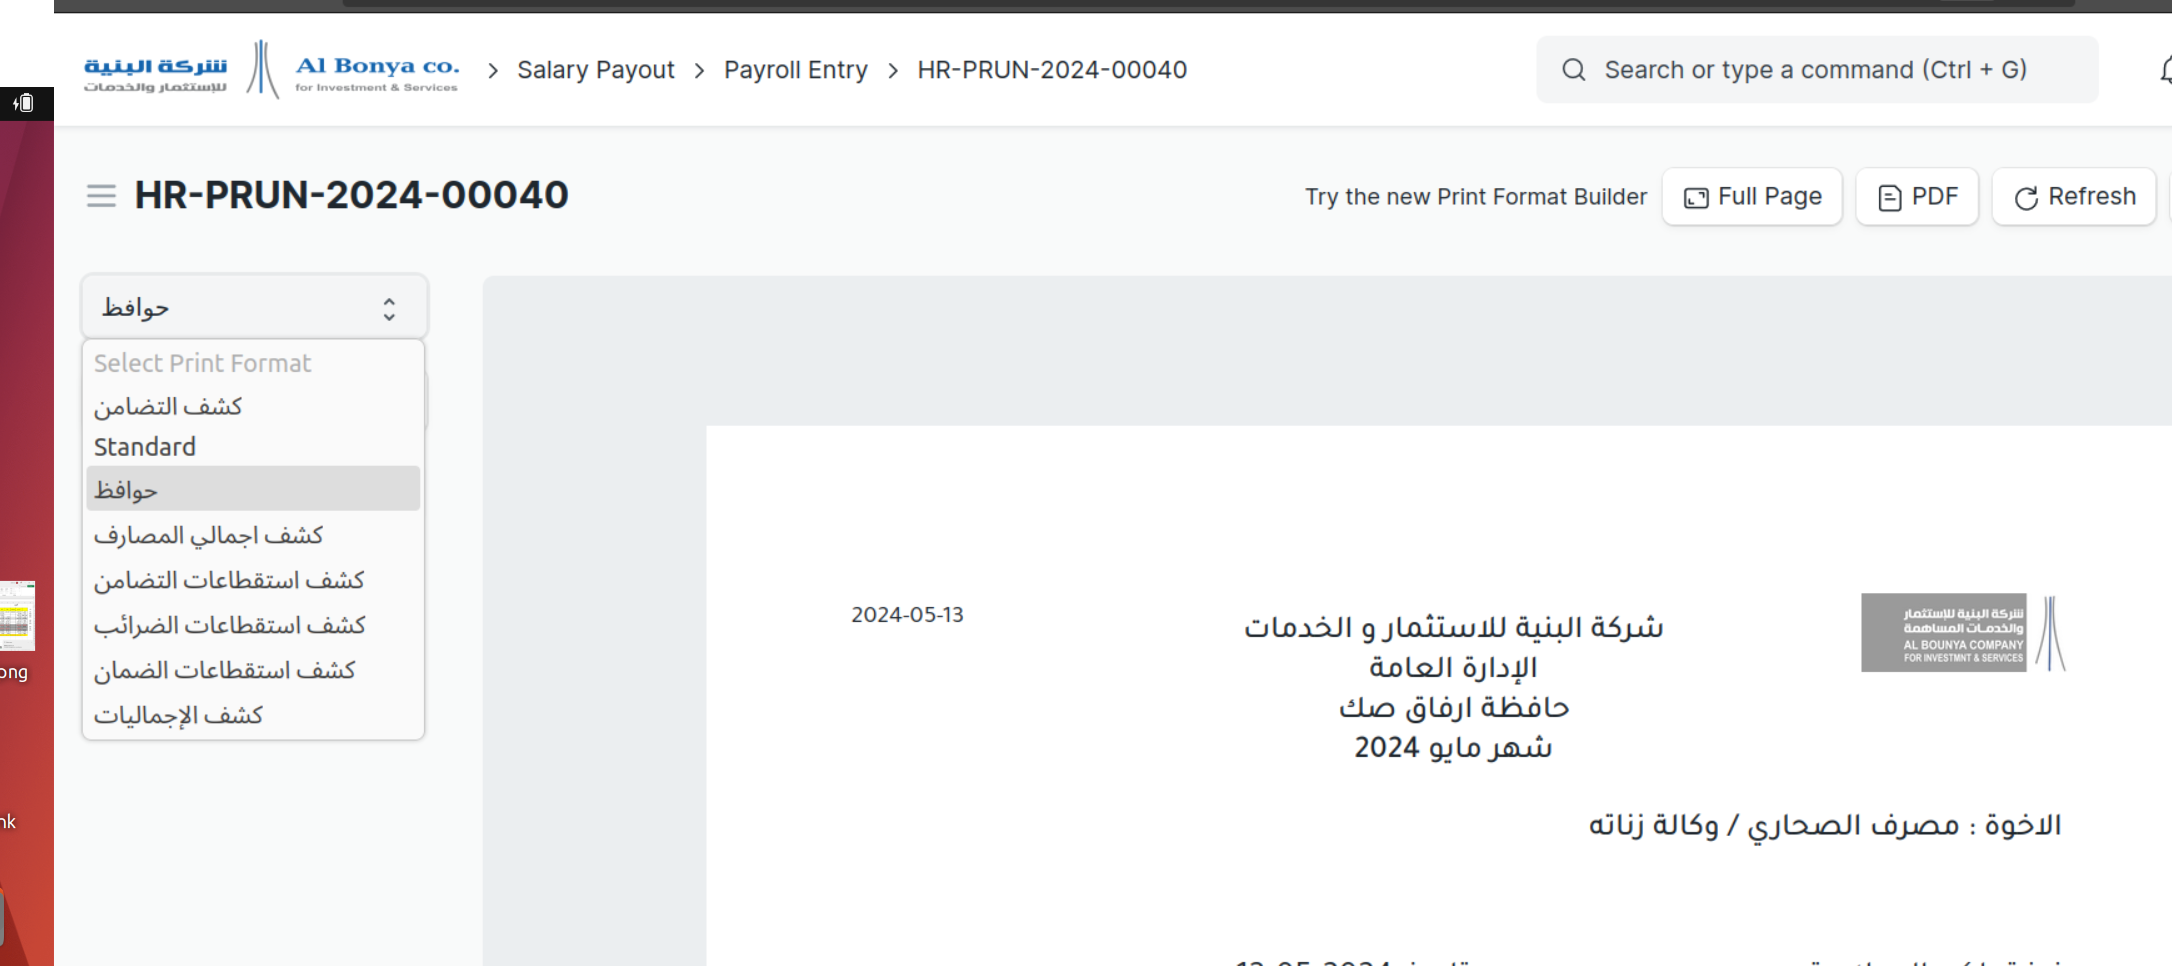 شركة البنية
للإستثمار والخدمات
Al Bonya co.
for Investment & Services
Salary Payout
Payroll Entry
HR-PRUN-2024-00040
Search or type a command (Ctrl + G)
HR-PRUN-2024-00040
Try the new Print Format Builder
Full Page
PDF
Refresh
حوافظ
Select Print Format
كشف التضامن
Standard
حوافظ
كشف اجمالي المصارف
كشف استقطاعات التضامن
كشف استقطاعات الضرائب
كشف استقطاعات الضمان
كشف الإجماليات
2024-05-13
شركة البنية للاستثمار و الخدمات
الإدارة العامة
حافظة ارفاق صك
شهر مايو 2024
شركة البنية للإستثمار
والخدمـات المساهمة
AL BOUNYA COMPANY
FOR INVESTMNT & SERVICES
الاخوة : مصرف الصحاري / وكالة زناته
ong
nk